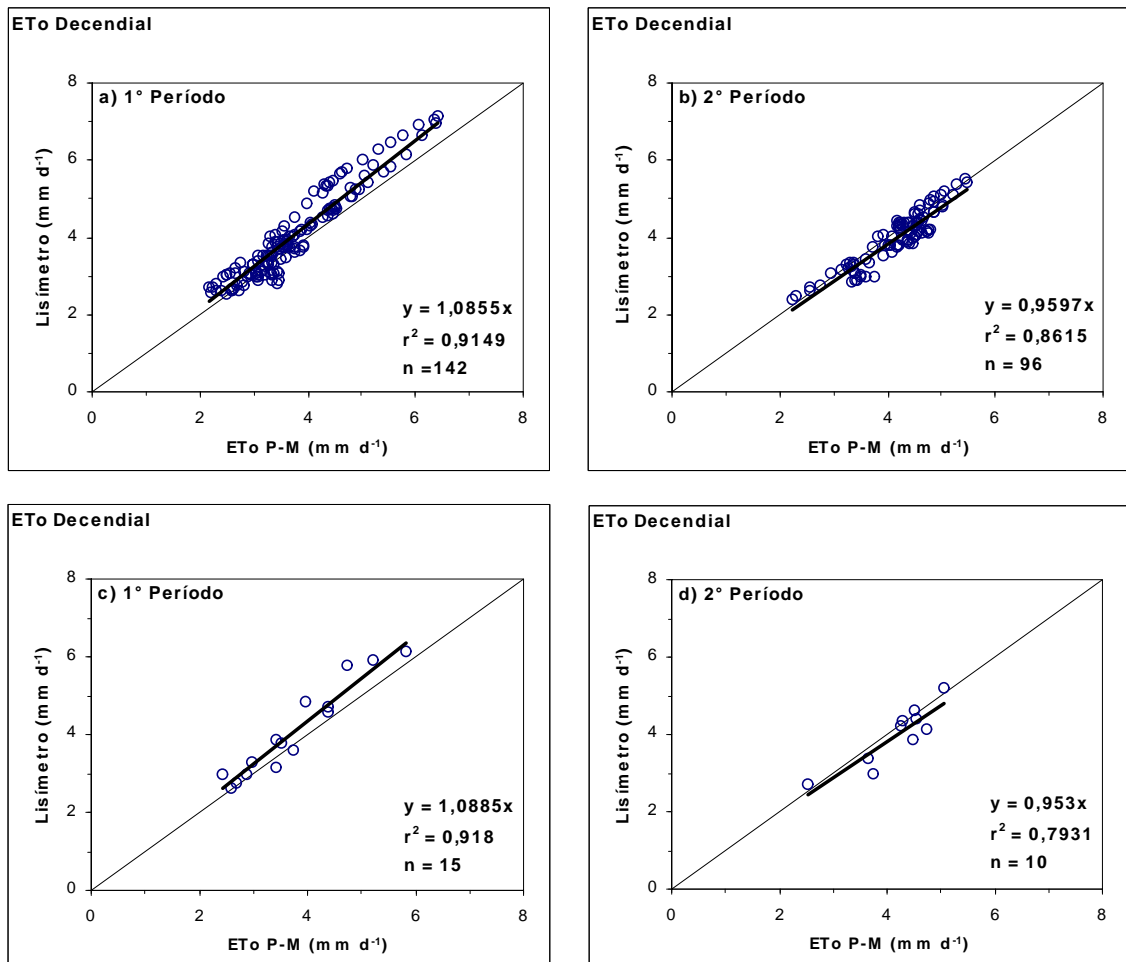 ETo Decendial
a) 1° Período
Lisímetro (mm d⁻¹)
8
6
4
2
0
y = 1,0855x
r² = 0,9149
n =142
0 2 4 6 8
ETo P-M (mm d⁻¹)
ETo Decendial
b) 2° Período
Lisímetro (mm d⁻¹)
8
6
4
2
0
y = 0,9597x
r² = 0,8615
n = 96
0 2 4 6 8
ETo P-M (mm d⁻¹)
ETo Decendial
c) 1° Período
Lisímetro (mm d⁻¹)
8
6
4
2
0
y = 1,0885x
r² = 0,918
n = 15
0 2 4 6 8
ETo P-M (mm d⁻¹)
ETo Decendial
d) 2° Período
Lisímetro (mm d⁻¹)
8
6
4
2
0
y = 0,953x
r² = 0,7931
n = 10
0 2 4 6 8
ETo P-M (mm d⁻¹)